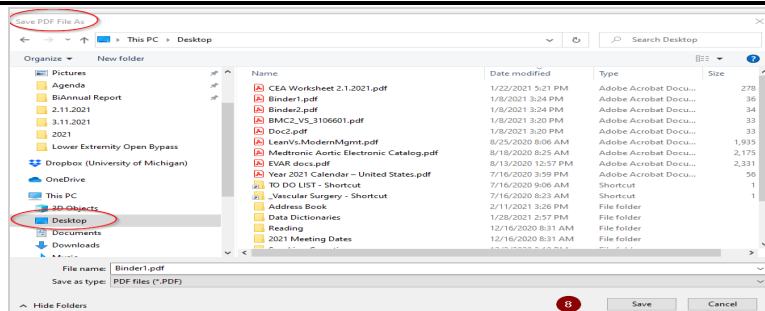 Save PDF File As
This PC > Desktop
Search Desktop
Organize
New folder
Pictures
Agenda
BiAnnual Report
2.11.2021
3.11.2021
2021
Lower Extremity Open Bypass
Dropbox (University of Michigan)
OneDrive
This PC
3D Objects
Desktop
Documents
Downloads
Music
Name Date modified Type Size
CEA Worksheet 2.1.2021.pdf 1/22/2021 5:21 PM Adobe Acrobat Docu... 278
Binder1.pdf 1/8/2021 3:24 PM Adobe Acrobat Docu... 36
Binder2.pdf 1/8/2021 3:24 PM Adobe Acrobat Docu... 34
BMC2_VS_3106601.pdf 1/8/2021 3:20 PM Adobe Acrobat Docu... 33
Doc2.pdf 1/8/2021 3:20 PM Adobe Acrobat Docu... 33
LeanVs.ModernMgmt.pdf 8/25/2020 8:06 AM Adobe Acrobat Docu... 1,935
Medtronic Aortic Electronic Catalog.pdf 8/18/2020 8:25 AM Adobe Acrobat Docu... 2,175
EVAR docs.pdf 8/13/2020 12:57 PM Adobe Acrobat Docu... 2,331
Year 2021 Calendar – United States.pdf 7/16/2020 3:59 PM Adobe Acrobat Docu... 56
TO DO LIST - Shortcut 7/16/2020 9:06 AM Shortcut 1
_Vascular Surgery - Shortcut 7/16/2020 8:23 AM Shortcut 1
Address Book 2/11/2021 3:26 PM File folder
Data Dictionaries 1/28/2021 2:57 PM File folder
Reading 12/16/2020 8:31 AM File folder
2021 Meeting Dates 12/16/2020 8:31 AM File folder
File name: Binder1.pdf
Save as type: PDF files (*.PDF)
Hide Folders
8
Save
Cancel